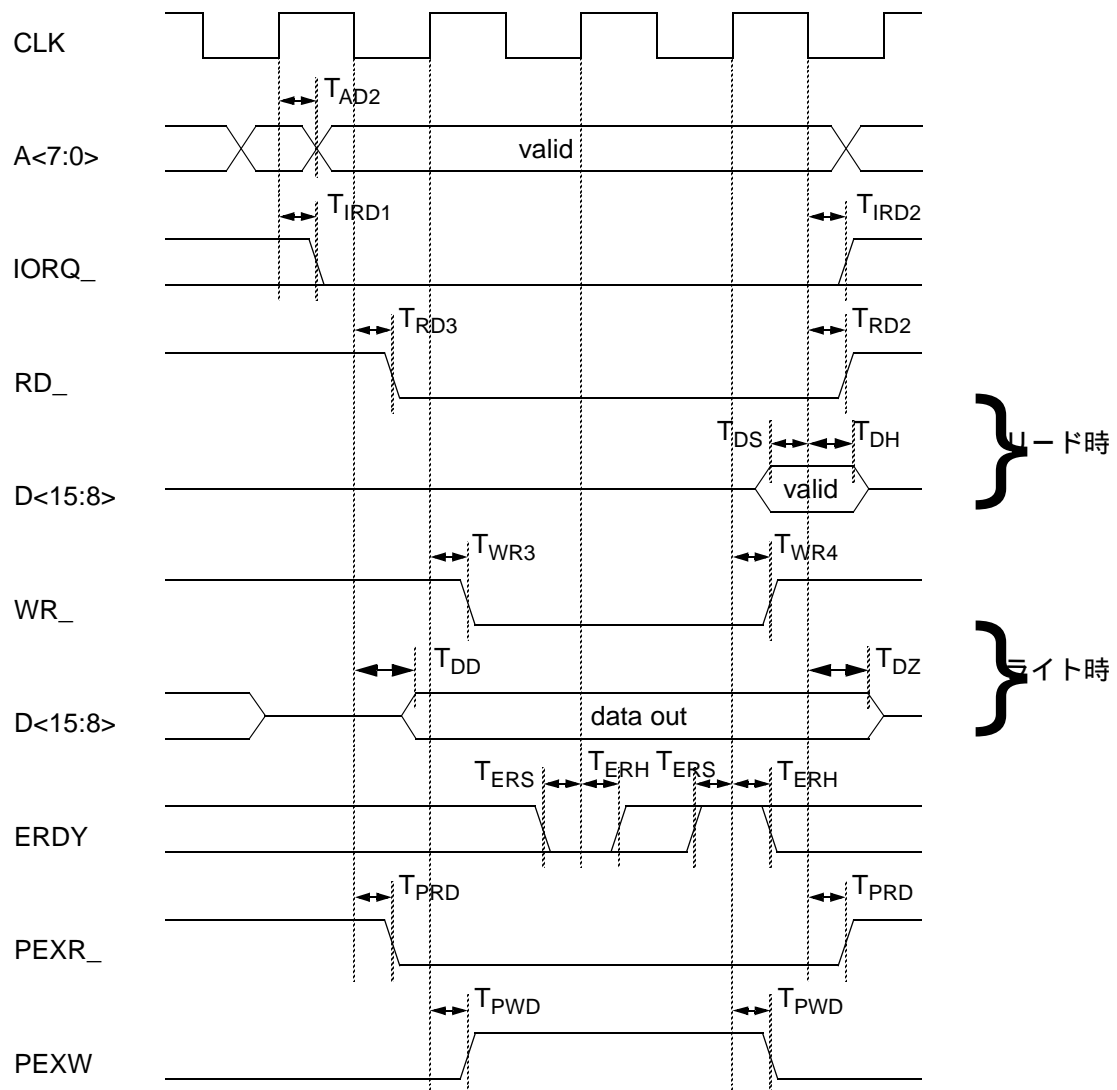 CLK
TAD2
A<7:0>
valid
TIRD1
TIRD2
IORQ_
TRD3
TRD2
RD_
TDS
TDH
リード時
D<15:8>
valid
TWR3
TWR4
WR_
TDD
TDZ
ライト時
D<15:8>
data out
TERS
TERH
TERS
TERH
ERDY
TPRD
TPRD
PEXR_
TPWD
TPWD
PEXW